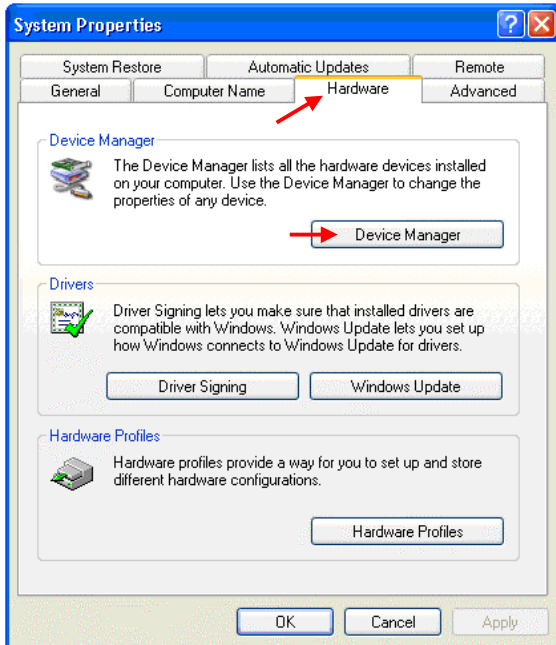 System Properties
System Restore Automatic Updates Remote
General Computer Name Hardware Advanced
Device Manager
The Device Manager lists all the hardware devices installed
on your computer. Use the Device Manager to change the
properties of any device.
Device Manager
Drivers
Driver Signing lets you make sure that installed drivers are
compatible with Windows. Windows Update lets you set up
how Windows connects to Windows Update for drivers.
Driver Signing Windows Update
Hardware Profiles
Hardware profiles provide a way for you to set up and store
different hardware configurations.
Hardware Profiles
OK Cancel Apply